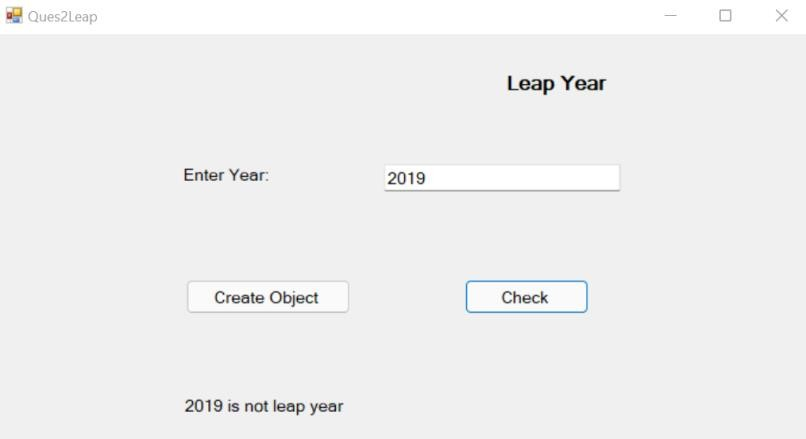 Ques2Leap
Leap Year
Enter Year: 2019
Create Object Check
2019 is not leap year